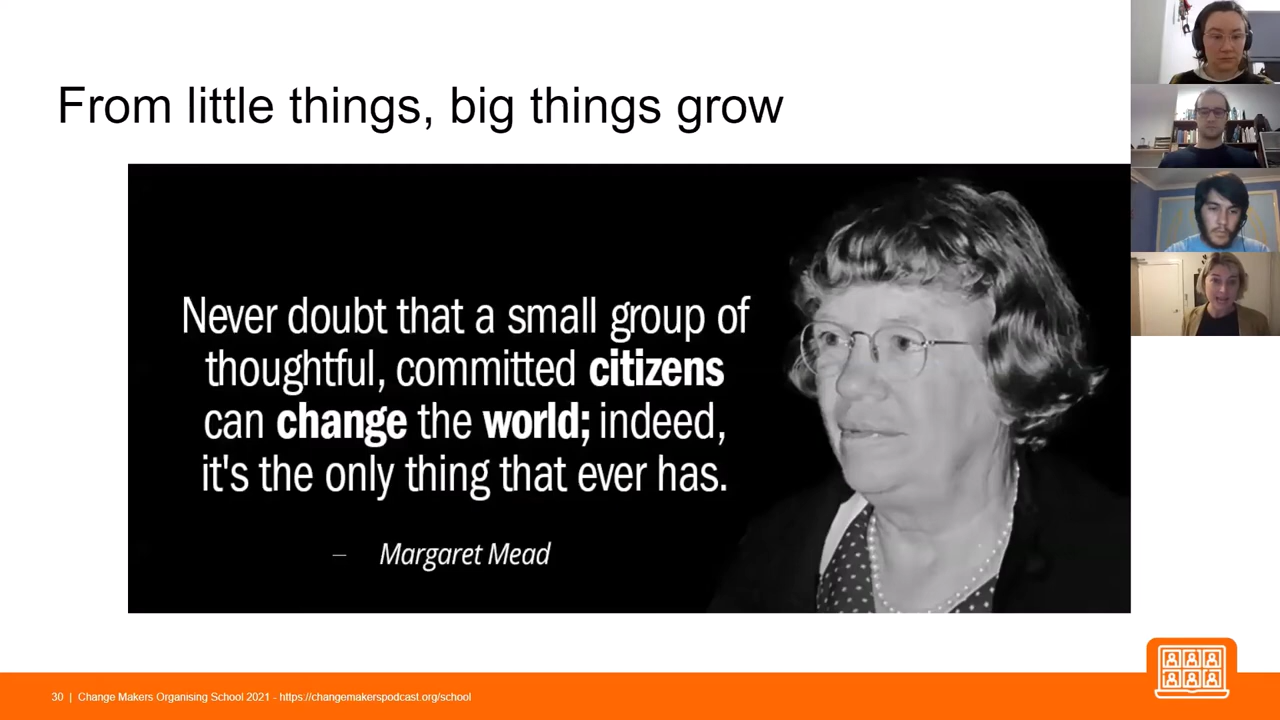 From little things, big things grow
Never doubt that a small group of
thoughtful, committed citizens
can change the world; indeed,
it's the only thing that ever has.
– Margaret Mead
30 | Change Makers Organising School 2021 - https://changemakerspodcast.org/school